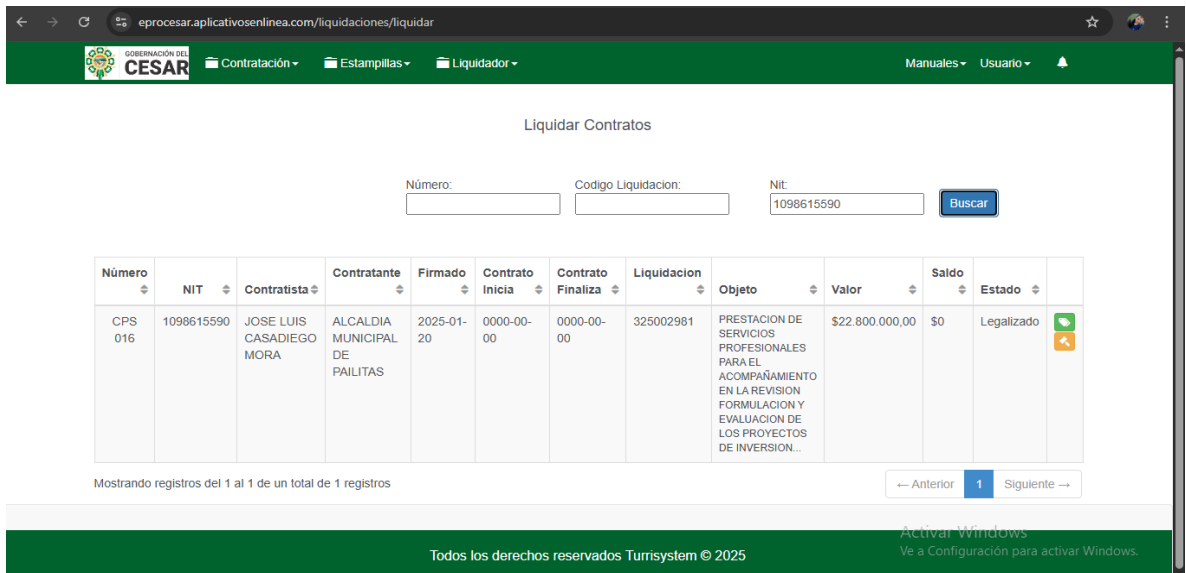 eprocesar.aplicativosenlinea.com/liquidaciones/liquidar
GOBERNACIÓN DEL
CESAR
Contratación
Estampillas
Liquidador
Manuales
Usuario
Liquidar Contratos
Número:
Codigo Liquidacion:
Nit:
1098615590
Buscar
Número
NIT
Contratista
Contratante
Firmado
Contrato
Inicia
Contrato
Finaliza
Liquidacion
Objeto
Valor
Saldo
Estado
CPS
016
1098615590
JOSE LUIS
CASADIEGO
MORA
ALCALDIA
MUNICIPAL
DE
PAILITAS
2025-01-
20
0000-00-
00
0000-00-
00
325002981
PRESTACION DE
SERVICIOS
PROFESIONALES
PARA EL
ACOMPAÑAMIENTO
EN LA REVISION
FORMULACION Y
EVALUACION DE
LOS PROYECTOS
DE INVERSION...
$22.800.000,00
$0
Legalizado
Mostrando registros del 1 al 1 de un total de 1 registros
← Anterior
1
Siguiente →
Activar Windows
Ve a Configuración para activar Windows.
Todos los derechos reservados Turrisystem © 2025